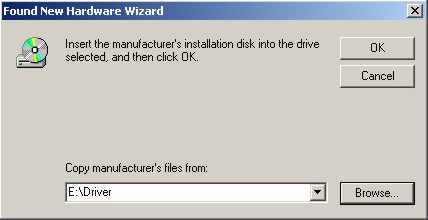 Found New Hardware Wizard
Insert the manufacturer's installation disk into the drive
selected, and then click OK.
OK
Cancel
Copy manufacturer's files from:
E:\Driver
Browse...